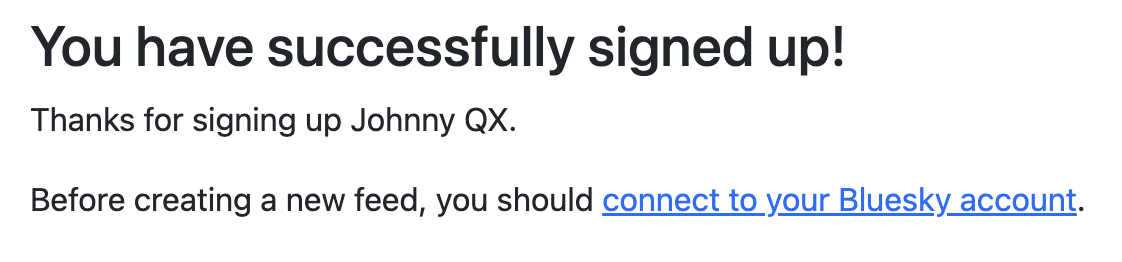 You have successfully signed up!
Thanks for signing up Johnny QX.
Before creating a new feed, you should connect to your Bluesky account.